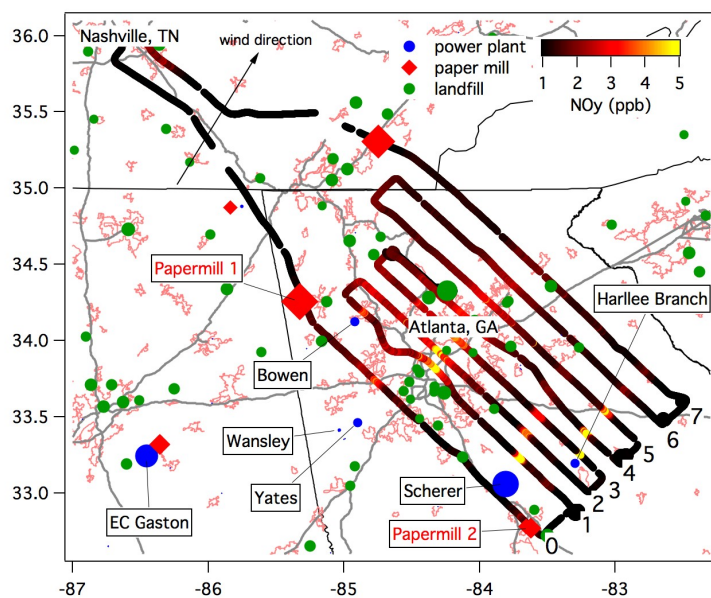 36.0
Nashville, TN
wind direction
power plant
paper mill
landfill
1 2 3 4 5
NOy (ppb)
35.5
35.0
34.5
Papermill 1
Harllee Branch
34.0
Atlanta, GA
Bowen
33.5
7
6
Wansley
5
4
Yates
Scherer
3
2
33.0
EC Gaston
1
Papermill 2
0
-87 -86 -85 -84 -83